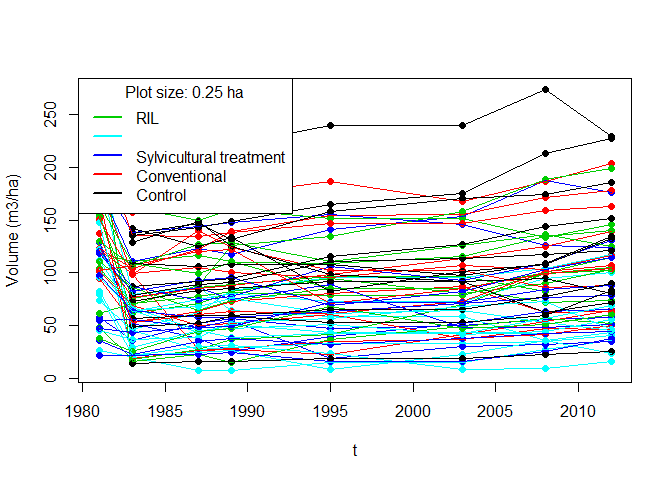 Plot size: 0.25 ha
RIL
Sylvicultural treatment
Conventional
Control
Volume (m3/ha)
0
50
100
150
200
250
1980
1985
1990
1995
2000
2005
2010
t